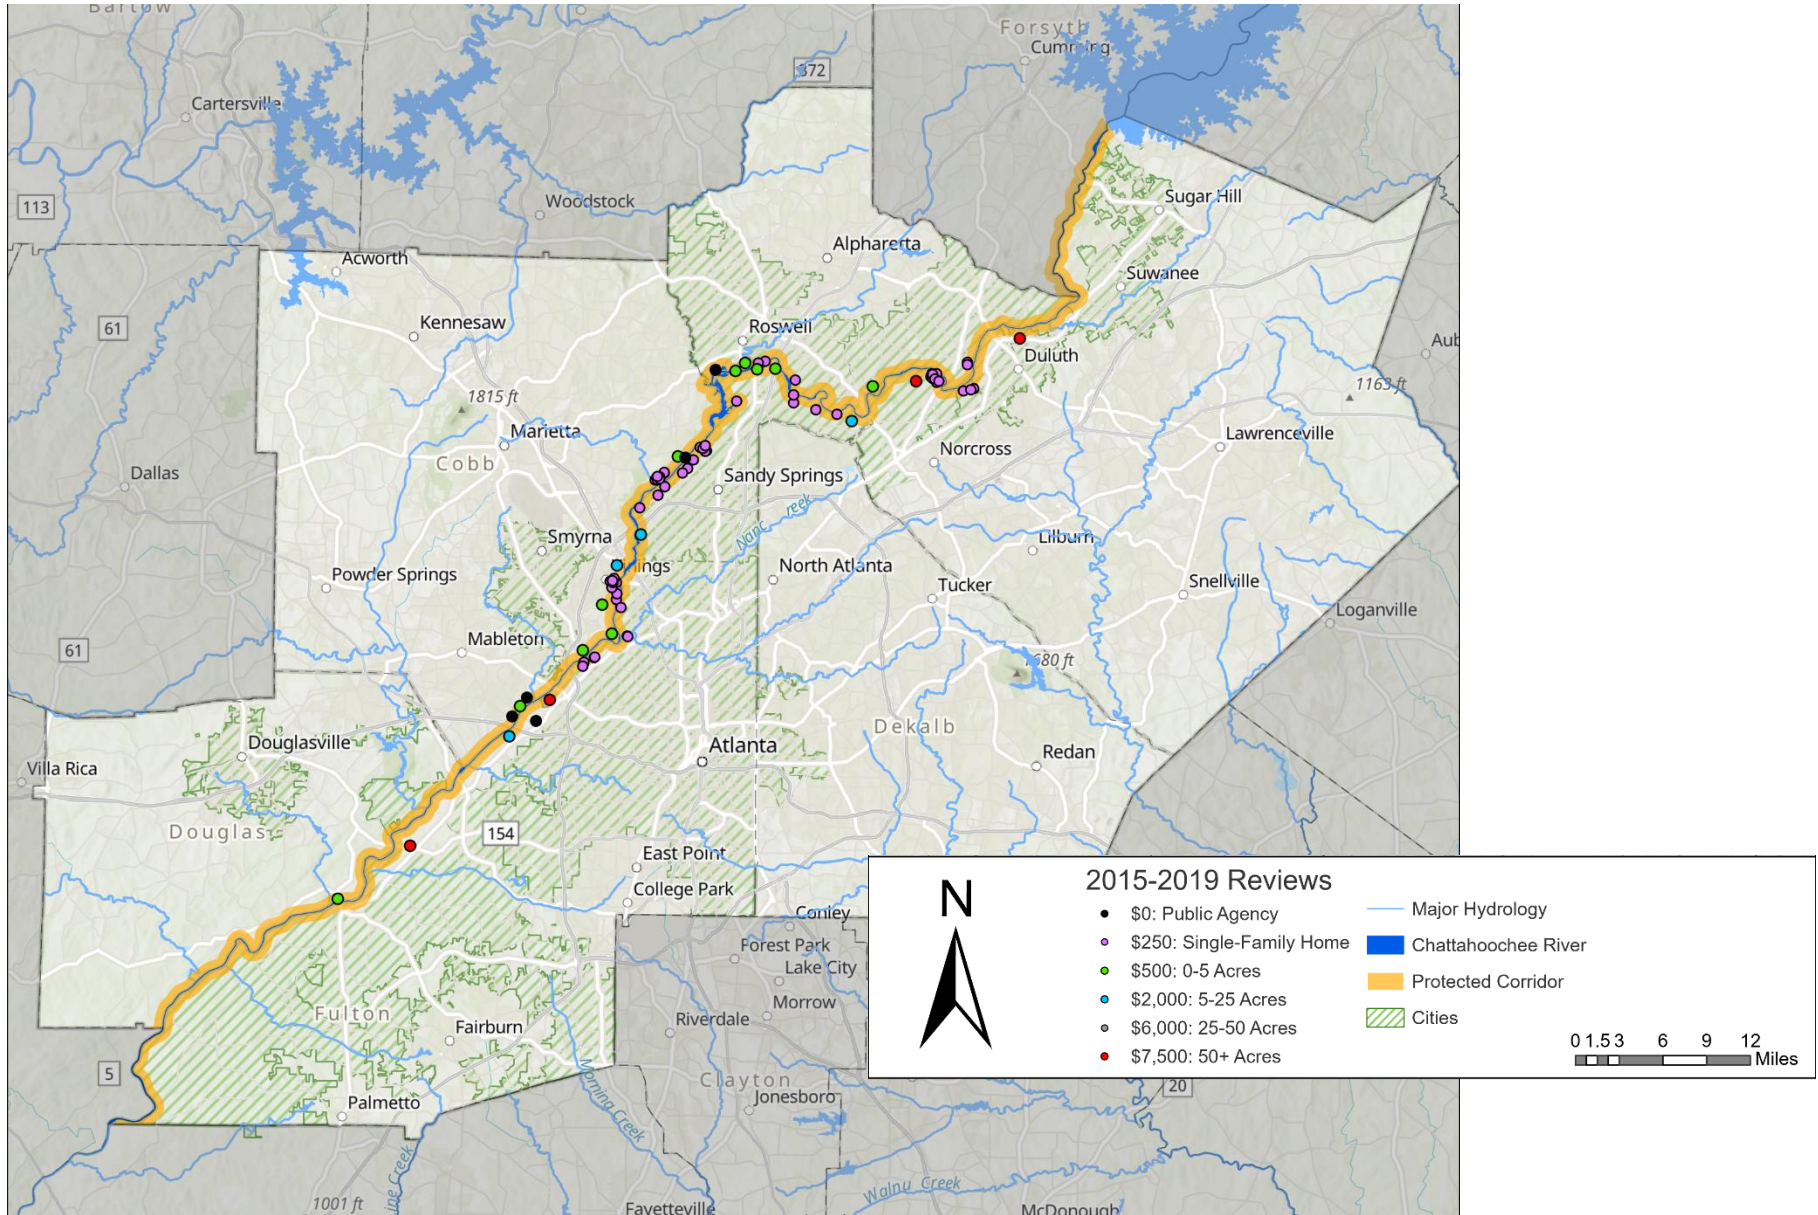 Bartow
Forsyth
Cumming
372
Cartersville
113
Woodstock
Sugar Hill
Alpharetta
Acworth
Suwanee
61
Kennesaw
Roswell
Duluth
1815 ft
1163 ft
Marietta
Lawrenceville
Cobb
Norcross
Dallas
Sandy Springs
Smyrna
Lilburn
North Atlanta
Powder Springs
Tucker
Snellville
Loganville
Mableton
61
Dekalb
Atlanta
Douglasville
Redan
Villa Rica
Douglas
154
East Point
College Park
Conley
Forest Park
Lake City
Morrow
Fulton
Fairburn
Riverdale
5
Clayton
Jonesboro
Palmetto
Morning Creek
20
Walnu Creek
1001 ft
Fayetteville
McDonough
N
2015-2019 Reviews
$0: Public Agency
$250: Single-Family Home
$500: 0-5 Acres
$2,000: 5-25 Acres
$6,000: 25-50 Acres
$7,500: 50+ Acres
Major Hydrology
Chattahoochee River
Protected Corridor
Cities
0 1.5 3 6 9 12
Miles